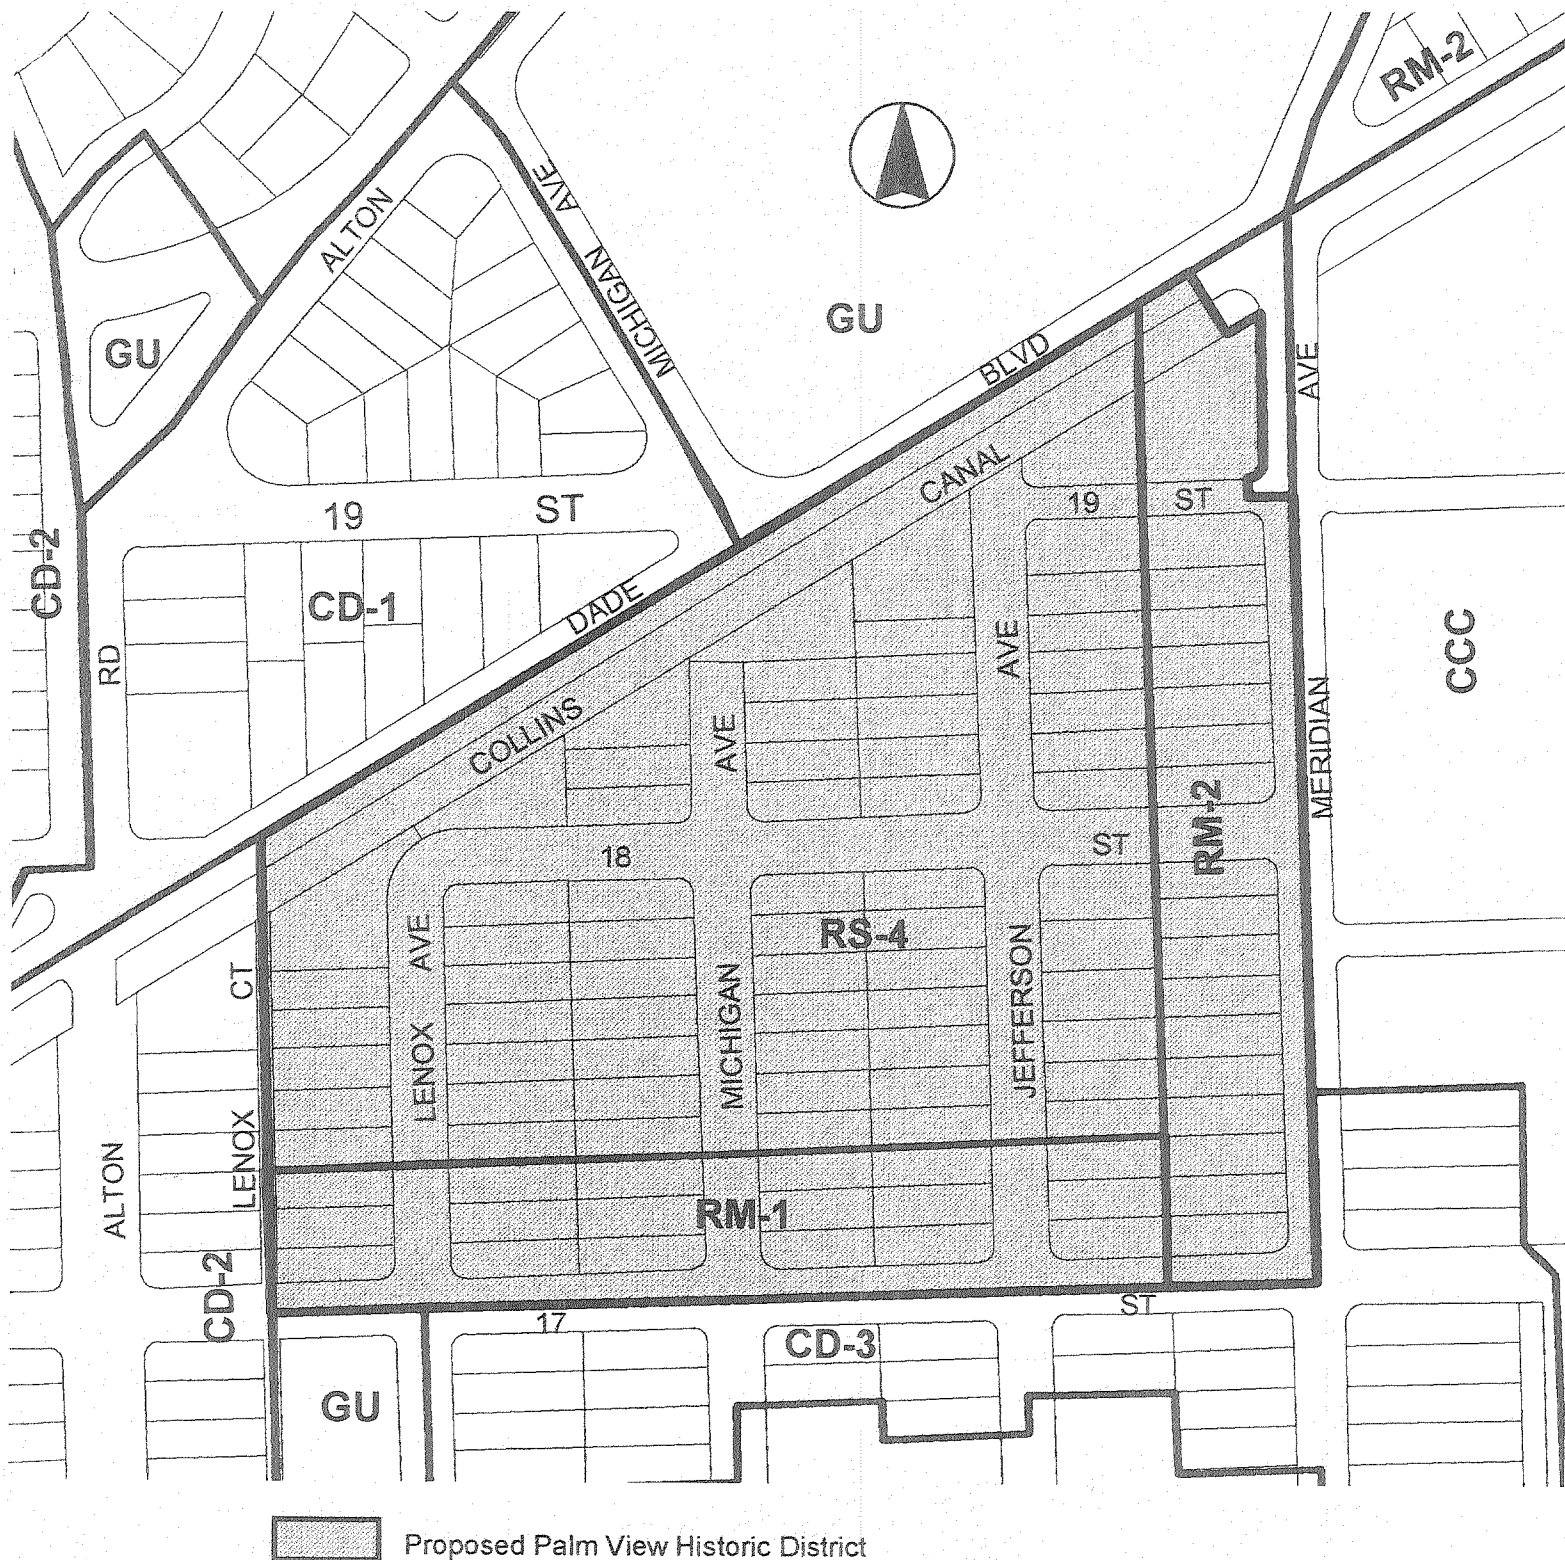 RM-2
AVE
ALTON
MICHIGAN
GU
GU
BLVD
AVE
CANAL
19
ST
19
ST
CD-2
CD-1
DADE
RD
AVE
CCC
COLLINS
AVE
MERIDIAN
RM-2
18
ST
RS-4
AVE
CT
MICHIGAN
JEFFERSON
LENOX
LENOX
ALTON
RM-1
CD-2
17
ST
CD-3
GU
Proposed Palm View Historic District